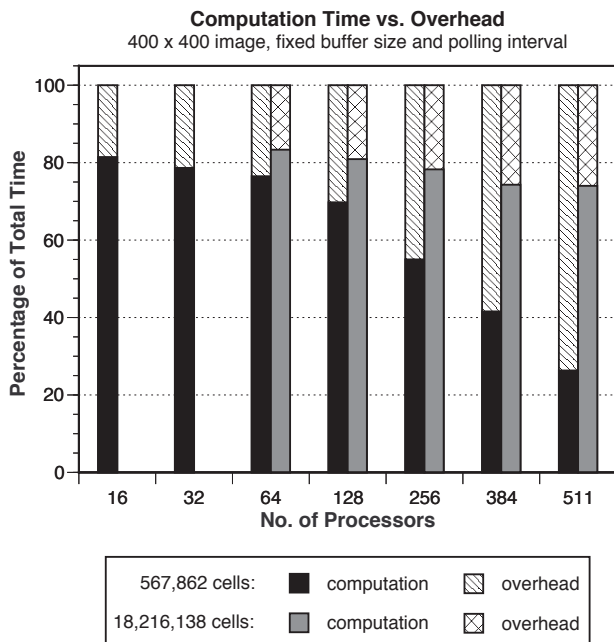 Computation Time vs. Overhead
400 x 400 image, fixed buffer size and polling interval
Percentage of Total Time
100
80
60
40
20
0
16 32 64 128 256 384 511
No. of Processors
567,862 cells: computation overhead
18,216,138 cells: computation overhead